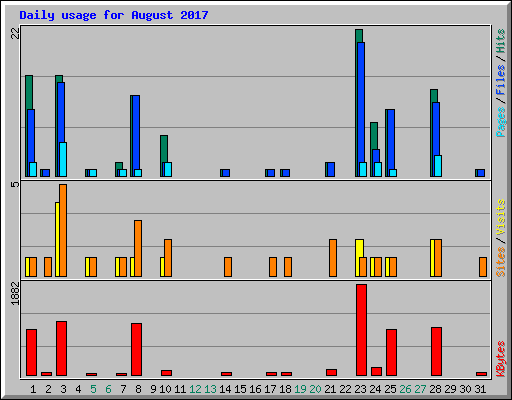 Daily usage for August 2017
22
Pages / Files / Hits
5
Sites / Visits
1882
KBytes
1 2 3 4 5 6 7 8 9 10 11 12 13 14 15 16 17 18 19 20 21 22 23 24 25 26 27 28 29 30 31